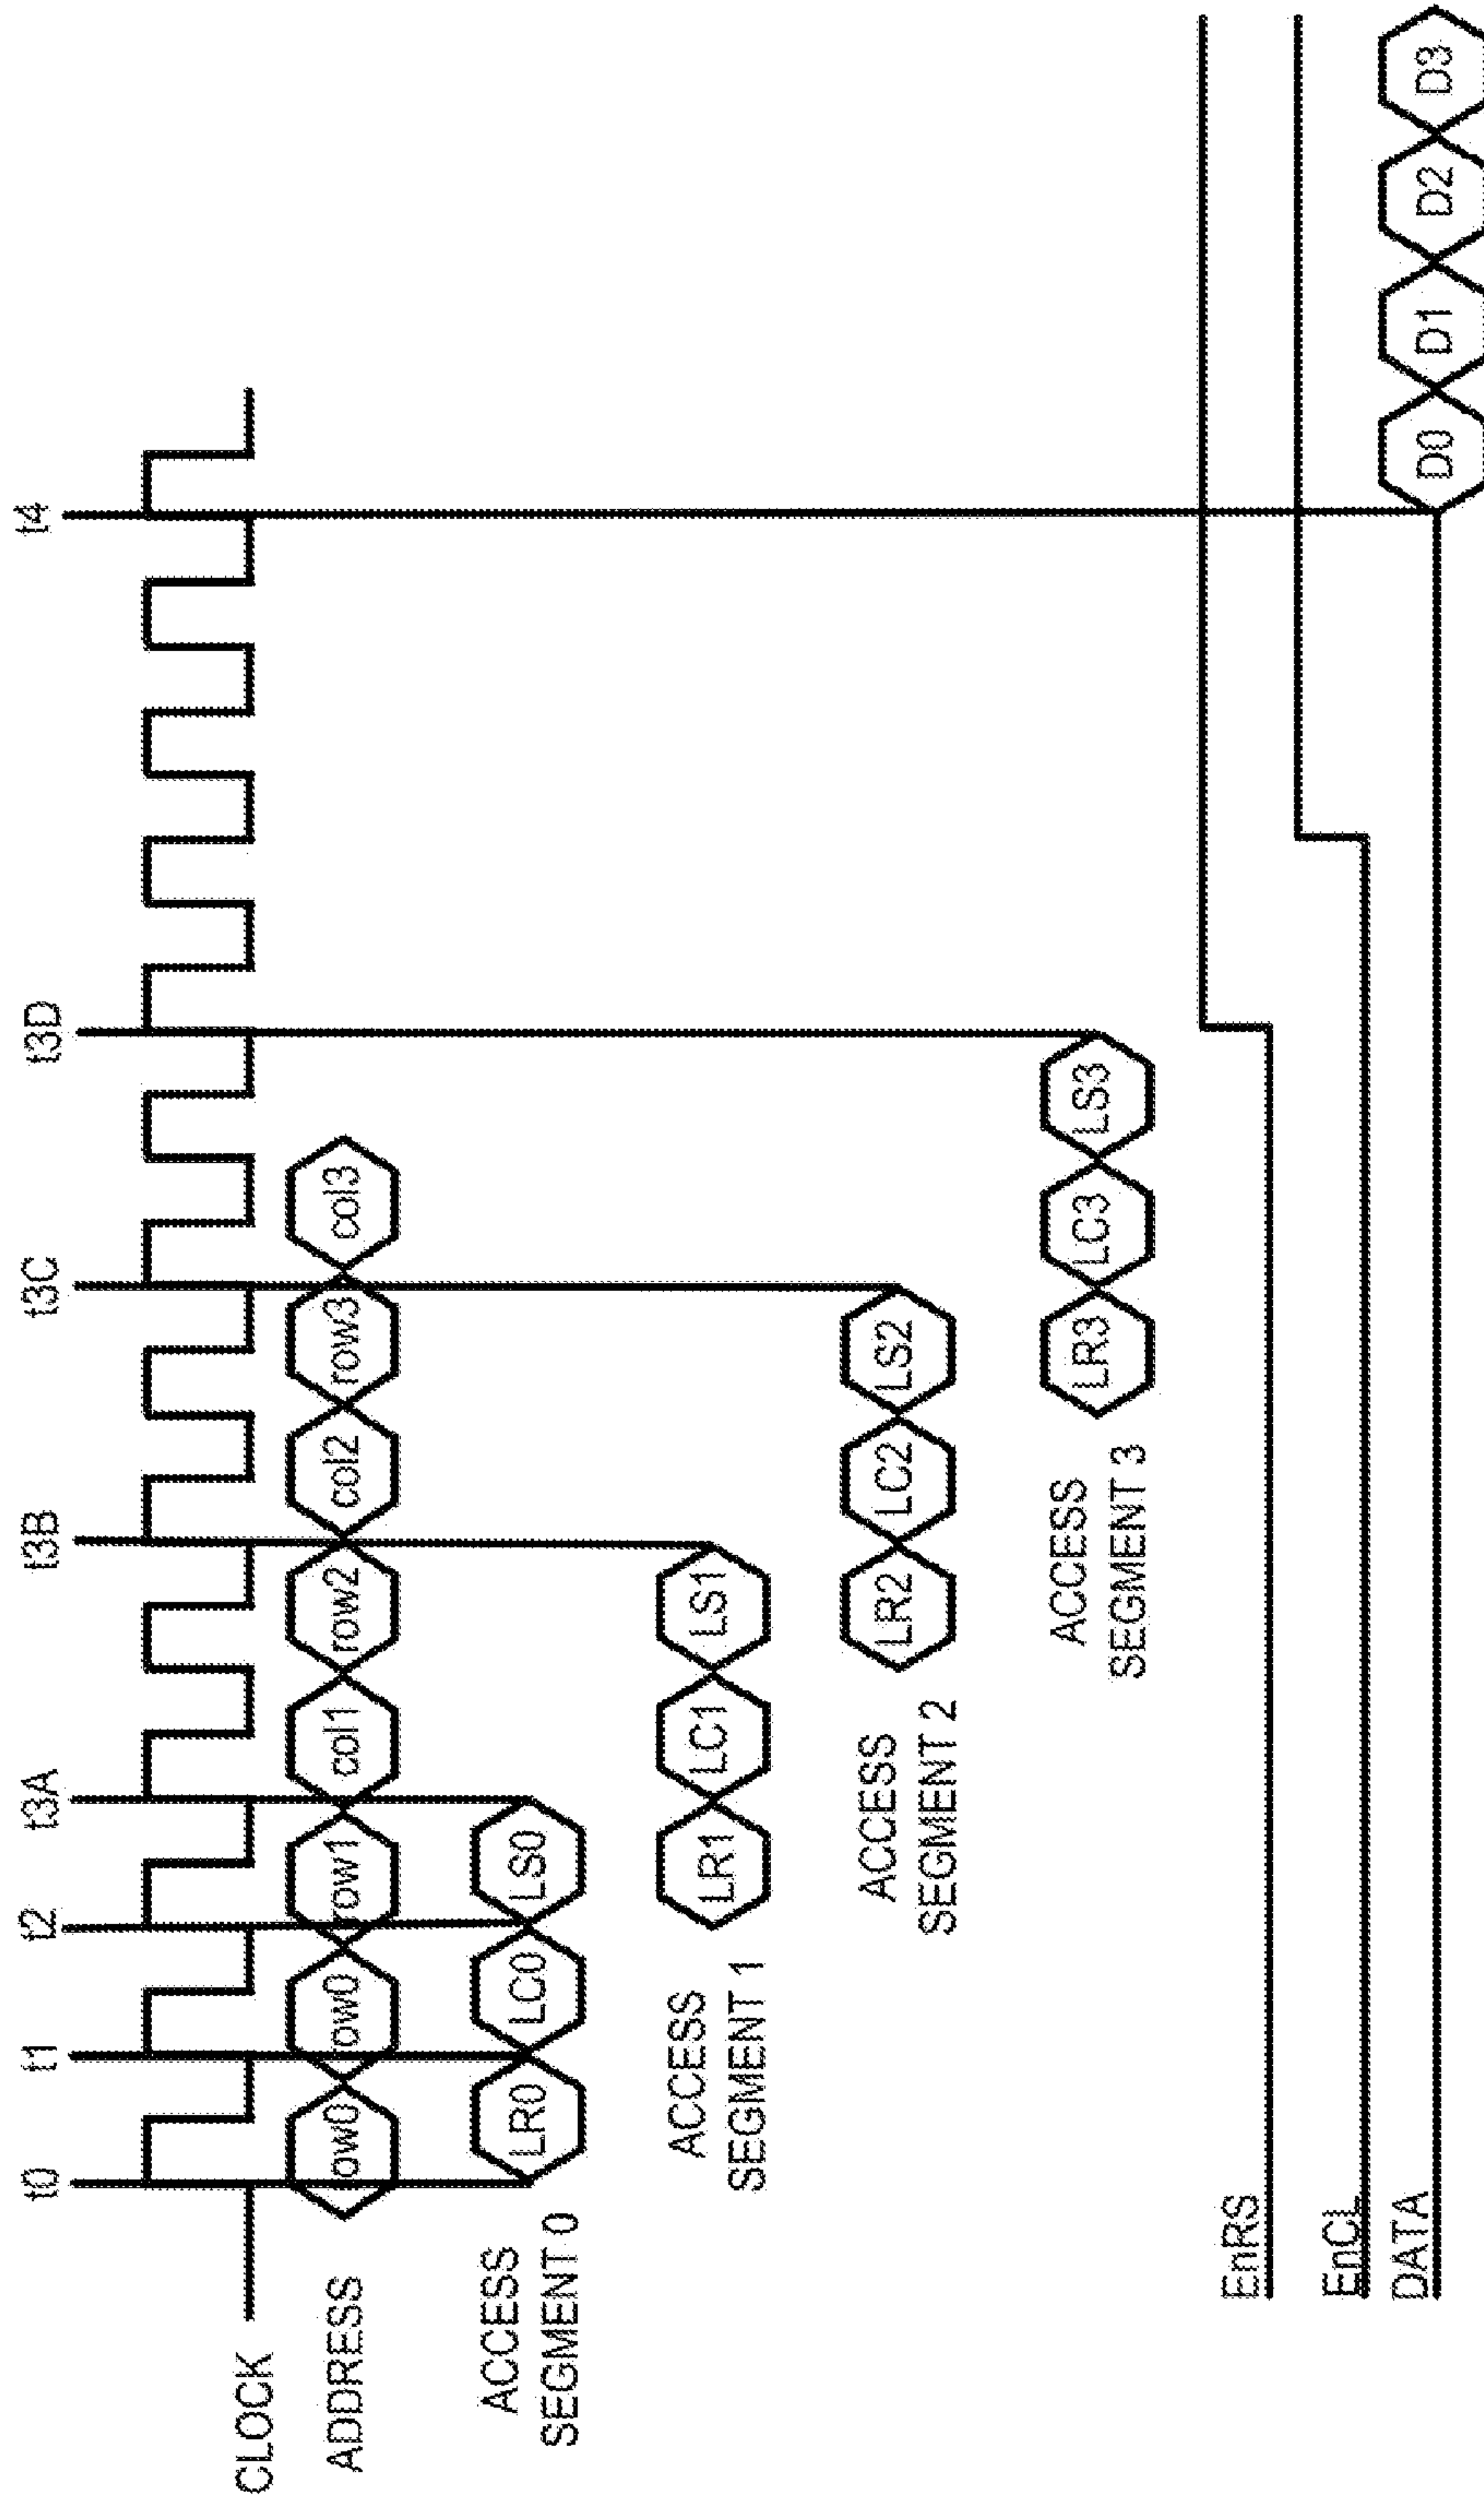 t0 t1 t2 t3A t3B t3C t3D t4
CLOCK
ADDRESS row0 row0 row1 col1 row2 col2 row3 col3
ACCESS
SEGMENT 0
LR0 LC0 LS0
ACCESS
SEGMENT 1
LR1 LC1 LS1
ACCESS
SEGMENT 2
LR2 LC2 LS2
ACCESS
SEGMENT 3
LR3 LC3 LS3
EnRS
EnCL
DATA D0 D1 D2 D3